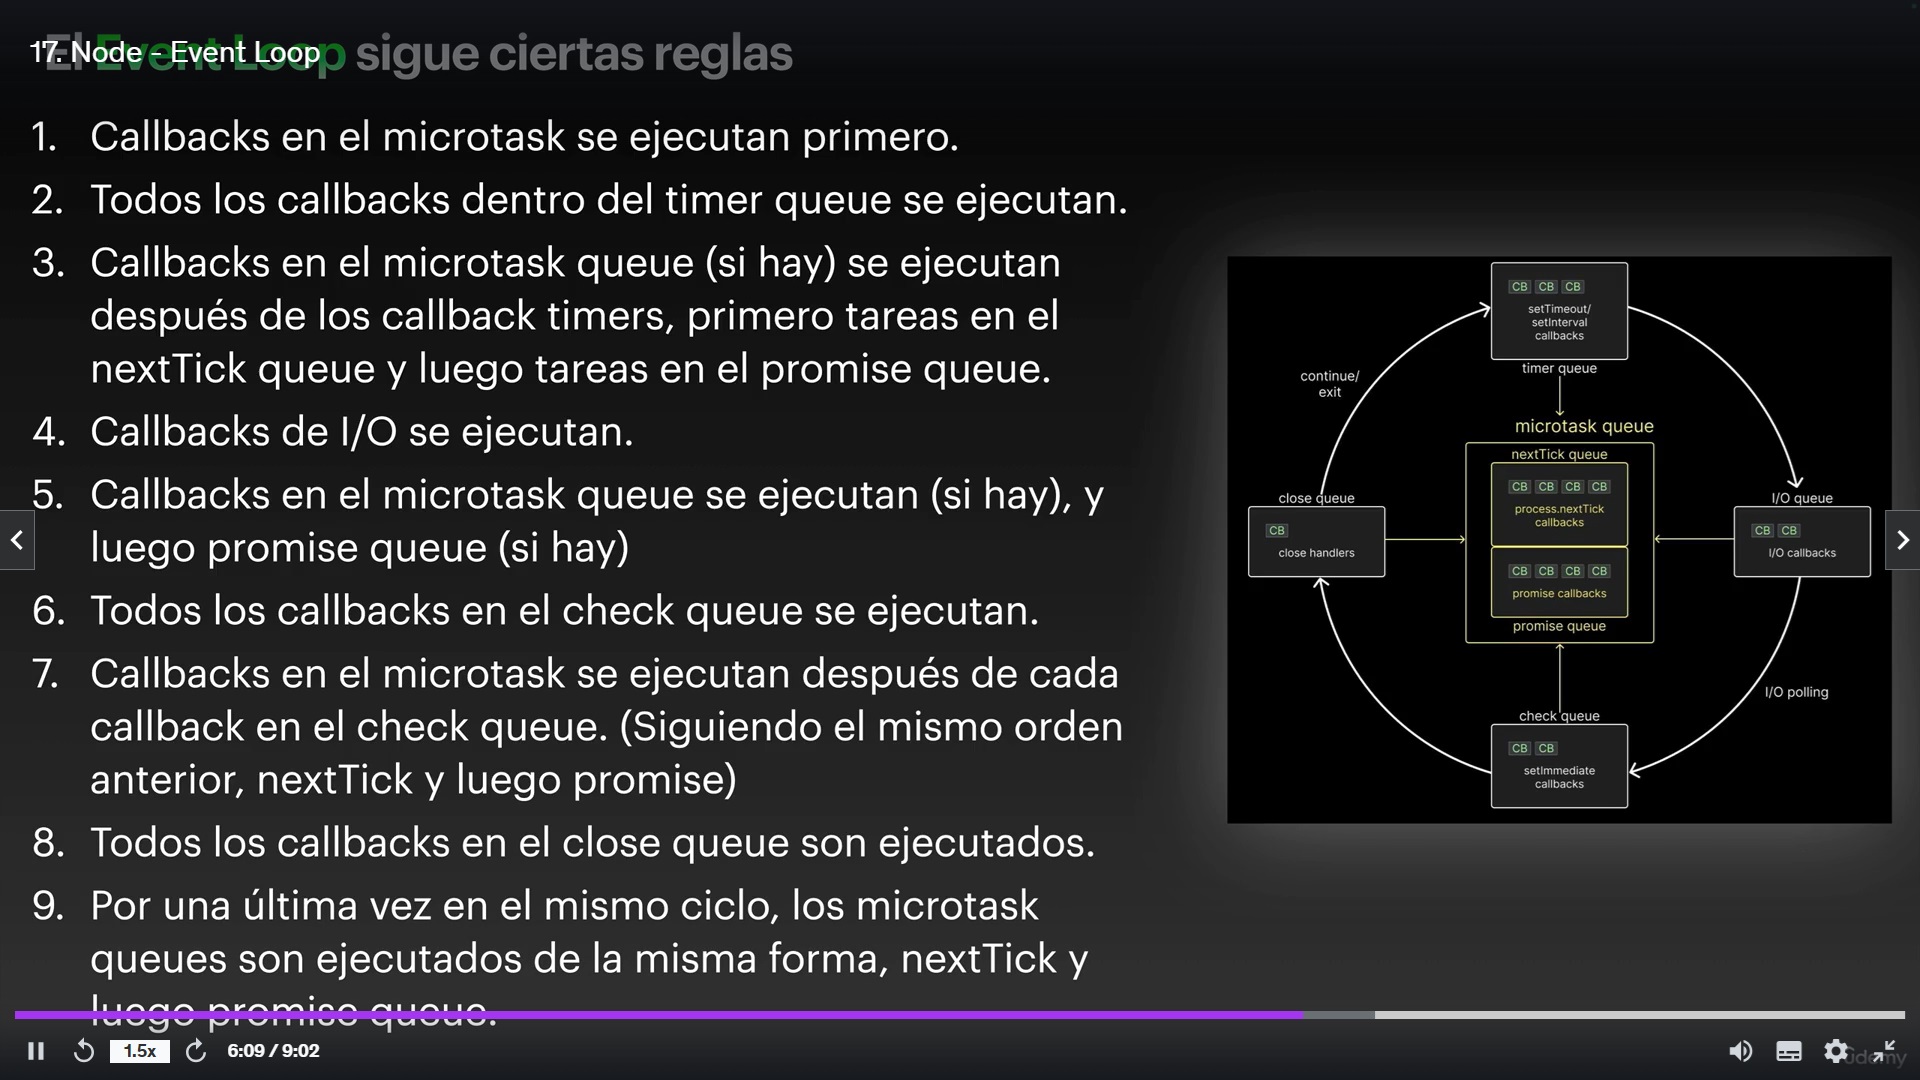 El Event Loop sigue ciertas reglas
17. Node - Event Loop
1. Callbacks en el microtask se ejecutan primero.
2. Todos los callbacks dentro del timer queue se ejecutan.
3. Callbacks en el microtask queue (si hay) se ejecutan
después de los callback timers, primero tareas en el
nextTick queue y luego tareas en el promise queue.
4. Callbacks de I/O se ejecutan.
5. Callbacks en el microtask queue se ejecutan (si hay), y
luego promise queue (si hay)
6. Todos los callbacks en el check queue se ejecutan.
7. Callbacks en el microtask se ejecutan después de cada
callback en el check queue. (Siguiendo el mismo orden
anterior, nextTick y luego promise)
8. Todos los callbacks en el close queue son ejecutados.
9. Por una última vez en el mismo ciclo, los microtask
queues son ejecutados de la misma forma, nextTick y
luego promise queue.
CB CB CB
setTimeout/
setInterval
callbacks
timer queue
continue/
exit
microtask queue
nextTick queue
CB CB CB CB
process.nextTick
callbacks
CB CB CB CB
promise callbacks
promise queue
close queue
CB
close handlers
I/O queue
CB CB
I/O callbacks
I/O polling
check queue
CB CB
setImmediate
callbacks
1.5x
6:09 / 9:02
udemy